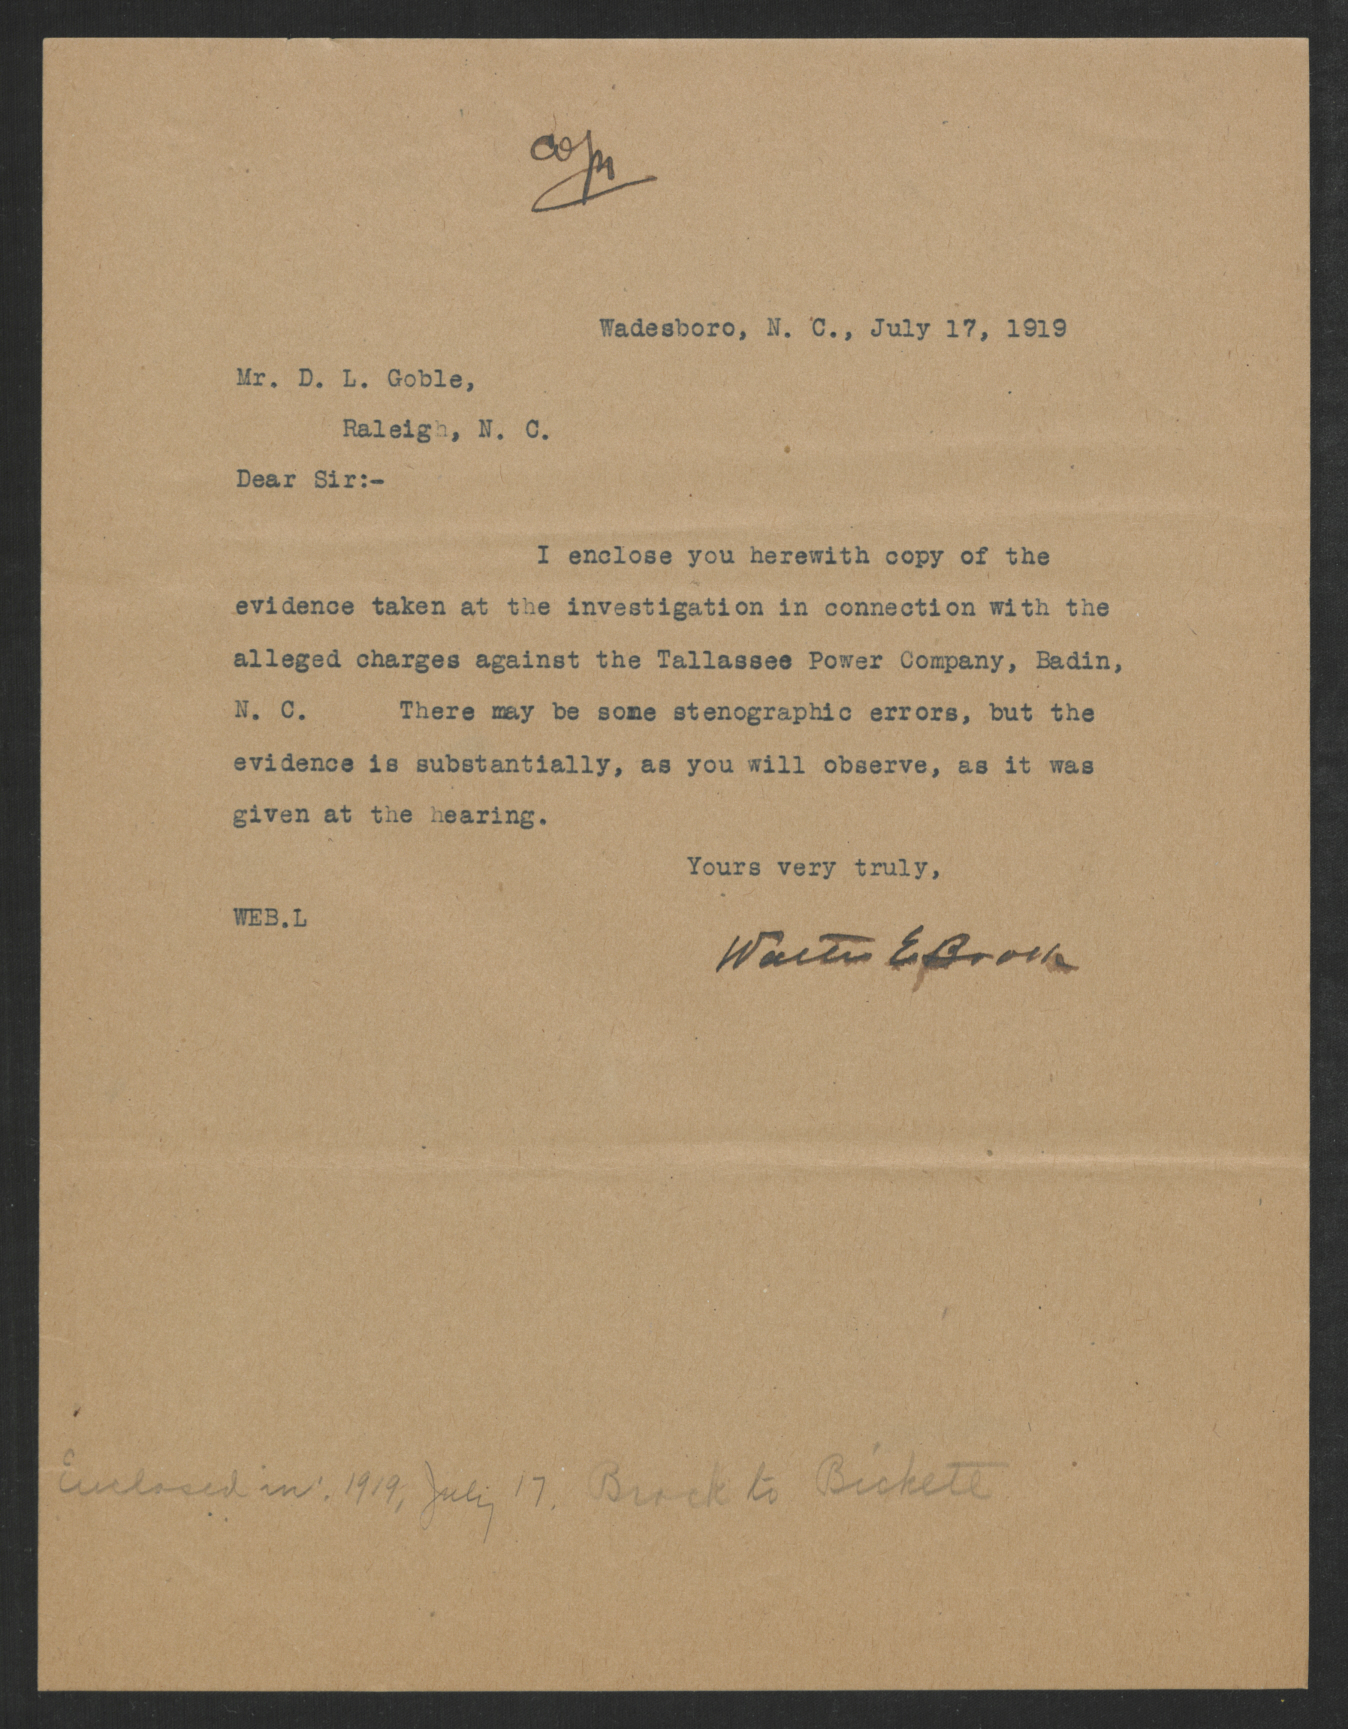 copy
Wadesboro, N. C., July 17, 1919
Mr. D. L. Goble,
Raleigh, N. C.
Dear Sir:-
I enclose you herewith copy of the
evidence taken at the investigation in connection with the
alleged charges against the Tallassee Power Company, Badin,
N. C. There may be some stenographic errors, but the
evidence is substantially, as you will observe, as it was
given at the hearing.
Yours very truly,
WEB.L
Walter E Brock
Enclosed in: 1919, July 17. Brock to Bickett